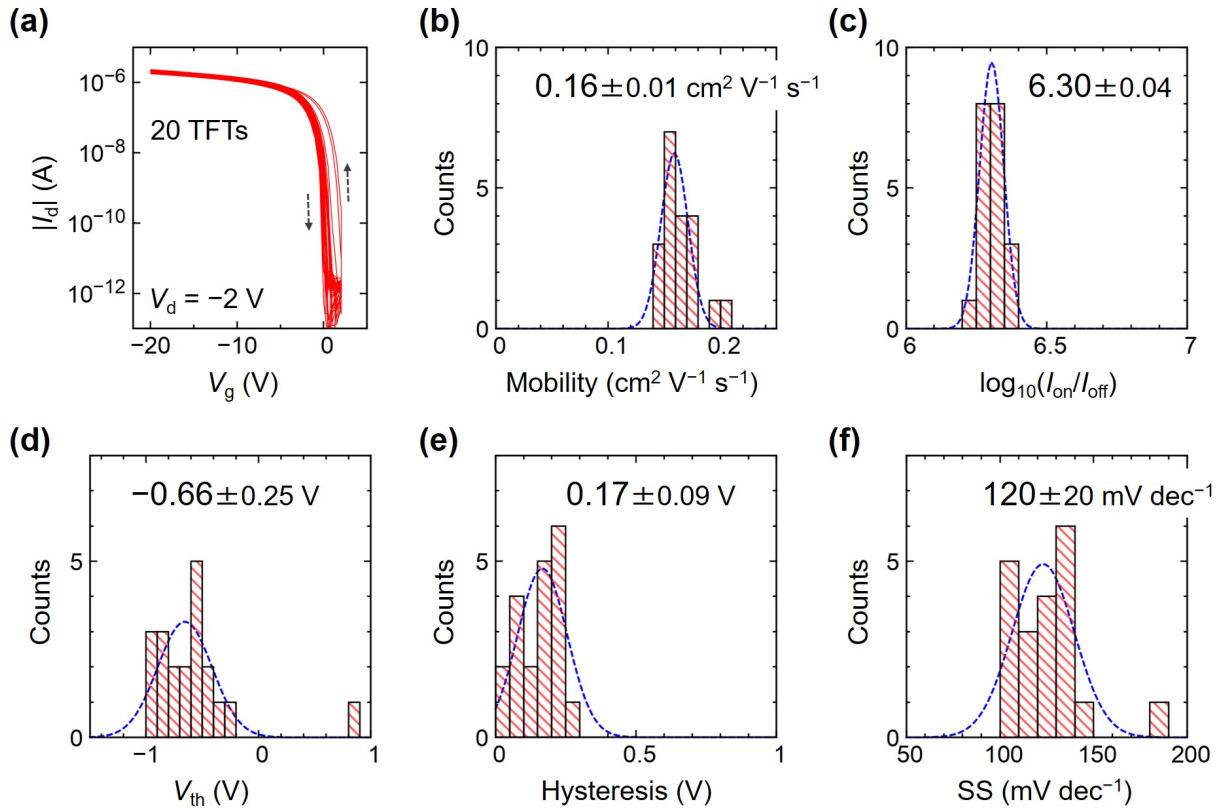 (a)
10⁻⁶
10⁻⁸
10⁻¹⁰
10⁻¹²
|I_d| (A)
20 TFTs
V_d = −2 V
−20
−10
0
V_g (V)
(b)
0.16±0.01 cm² V⁻¹ s⁻¹
10
5
0
Counts
0
0.1
0.2
Mobility (cm² V⁻¹ s⁻¹)
(c)
6.30±0.04
10
5
0
Counts
6
6.5
7
log₁₀(I_on/I_off)
(d)
−0.66±0.25 V
5
0
Counts
−1
0
1
V_th (V)
(e)
0.17±0.09 V
5
0
Counts
0
0.5
1
Hysteresis (V)
(f)
120±20 mV dec⁻¹
5
0
Counts
50
100
150
200
SS (mV dec⁻¹)